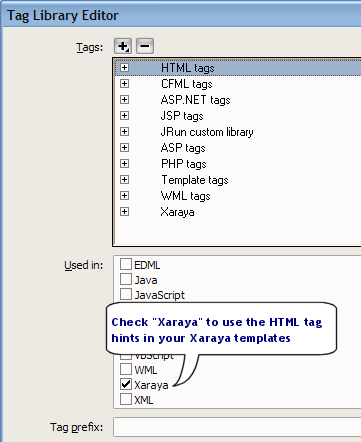 Tag Library Editor
Tags:
HTML tags
CFML tags
ASP.NET tags
JSP tags
JRun custom library
ASP tags
PHP tags
Template tags
WML tags
Xaraya
Used in:
EDML
Java
JavaScript
Check "Xaraya" to use the HTML tag
hints in your Xaraya templates
VBScript
WML
Xaraya
XML
Tag prefix: